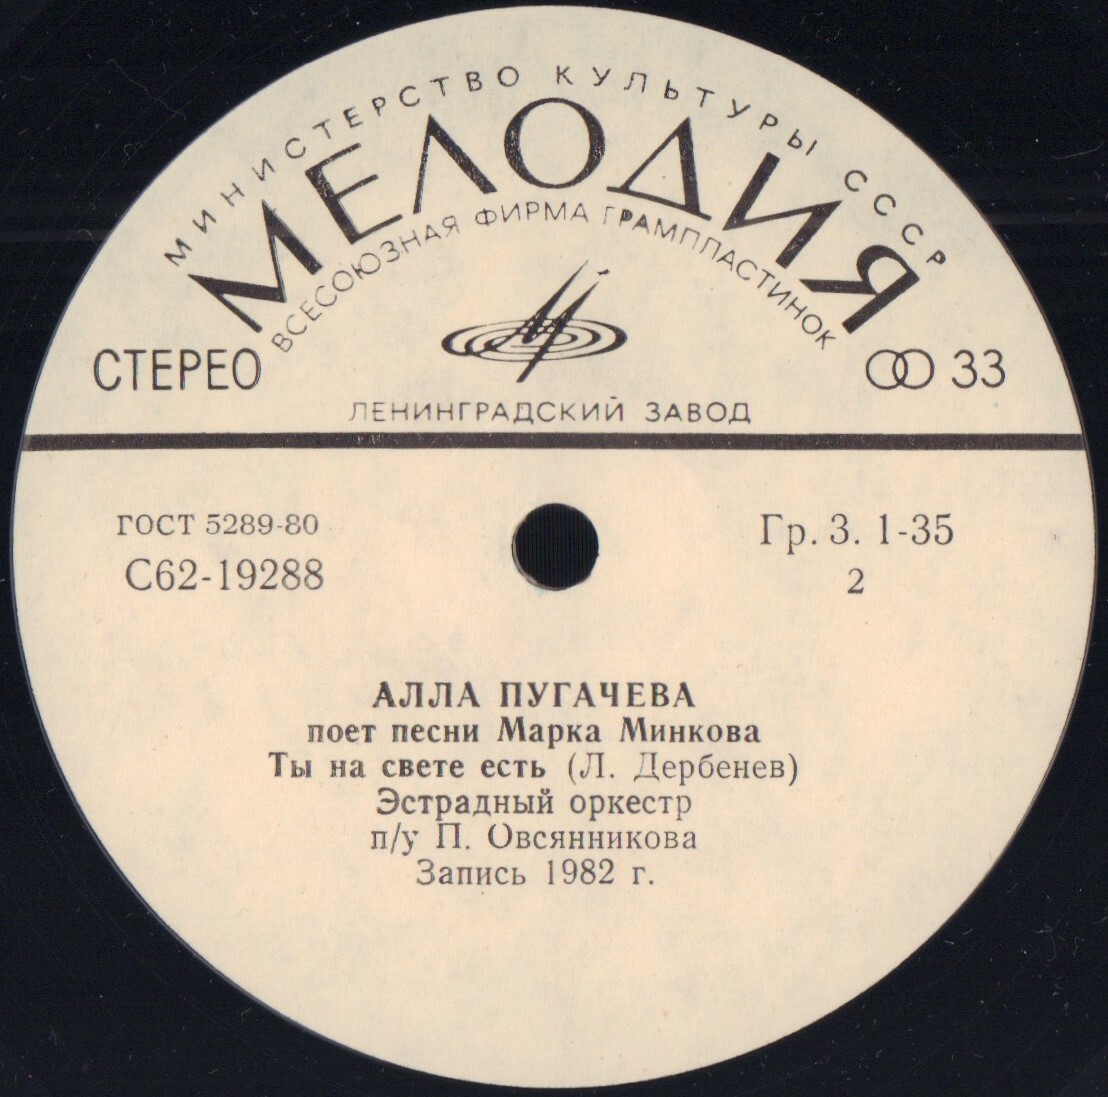 МИНИСТЕРСТВО КУЛЬТУРЫ СССР
МЕЛОДИЯ
ВСЕСОЮЗНАЯ ФИРМА ГРАМПЛАСТИНОК
СТЕРЕО
33
ЛЕНИНГРАДСКИЙ ЗАВОД
ГОСТ 5289-80
Гр. 3. 1-35
С62-19288
2
АЛЛА ПУГАЧЕВА
поет песни Марка Минкова
Ты на свете есть (Л. Дербенев)
Эстрадный оркестр
п/у П. Овсянникова
Запись 1982 г.